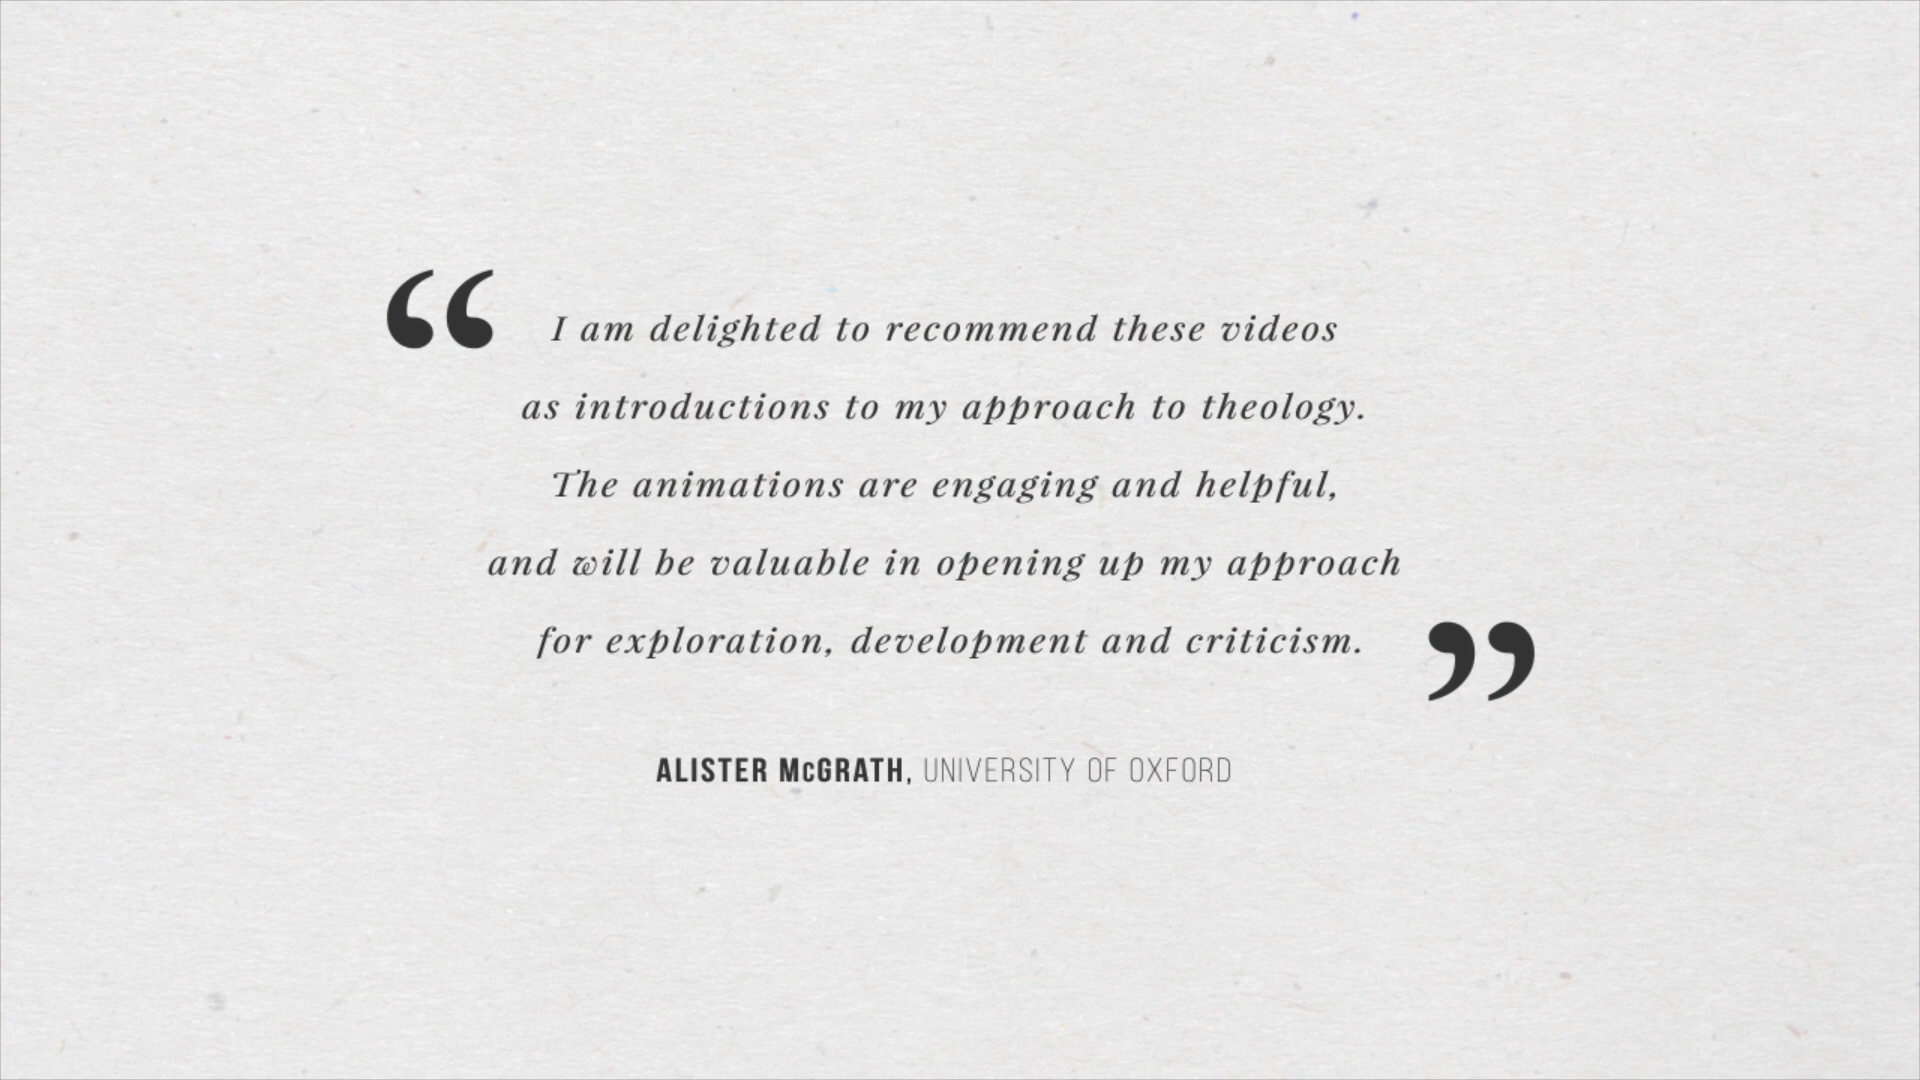 “ I am delighted to recommend these videos
as introductions to my approach to theology.
The animations are engaging and helpful,
and will be valuable in opening up my approach
for exploration, development and criticism. ”
ALISTER McGRATH, UNIVERSITY OF OXFORD